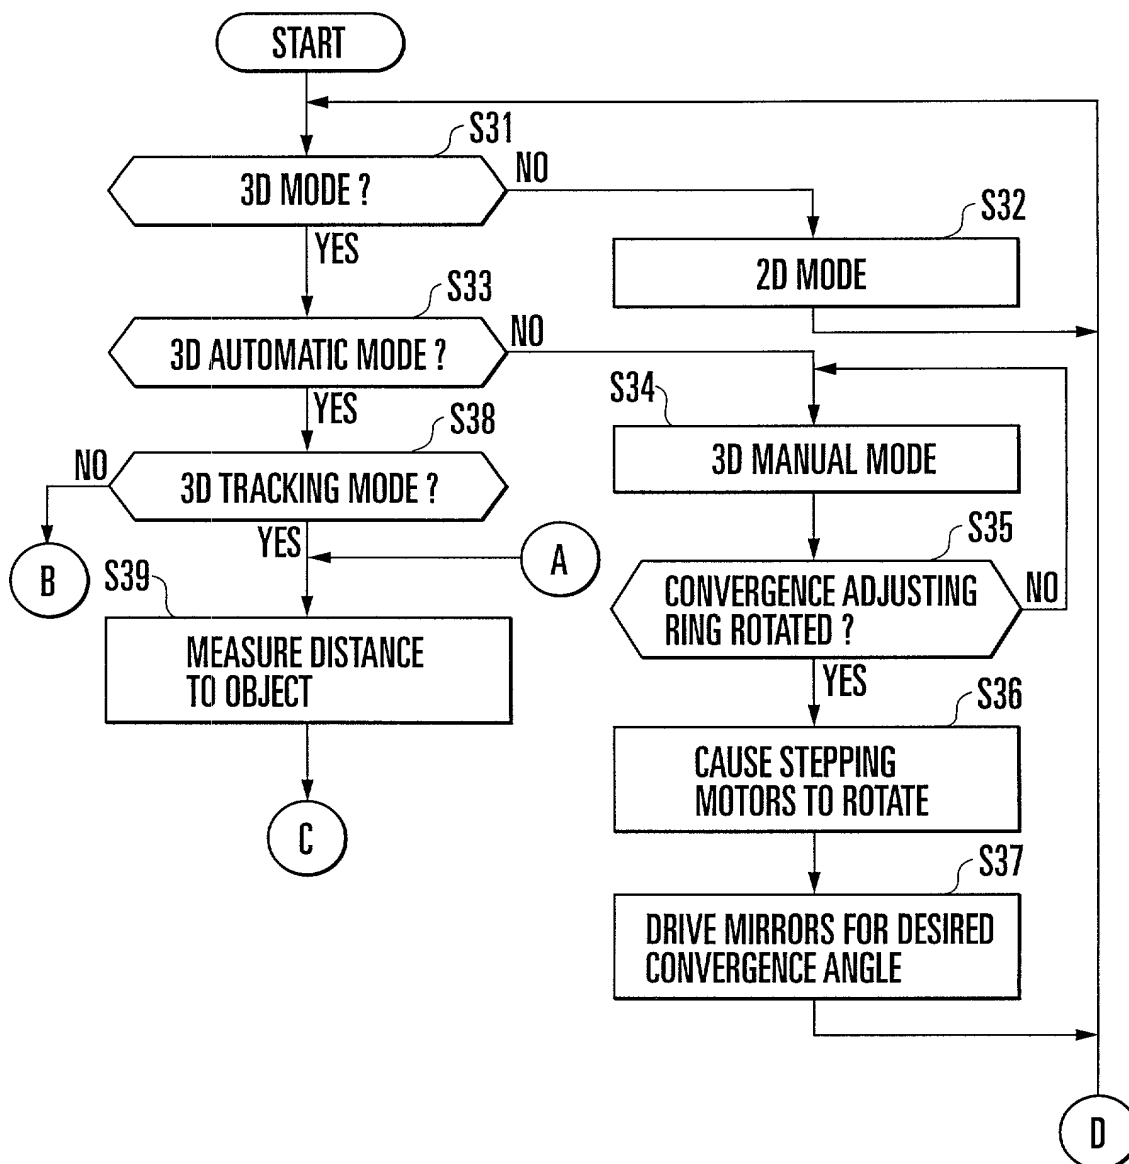 START
S31
3D MODE ?
NO
YES
S32
2D MODE
S33
3D AUTOMATIC MODE ?
NO
YES
S34
3D MANUAL MODE
S38
3D TRACKING MODE ?
NO
YES
B
A
S35
CONVERGENCE ADJUSTING
RING ROTATED ?
NO
YES
S39
MEASURE DISTANCE
TO OBJECT
C
S36
CAUSE STEPPING
MOTORS TO ROTATE
S37
DRIVE MIRRORS FOR DESIRED
CONVERGENCE ANGLE
D